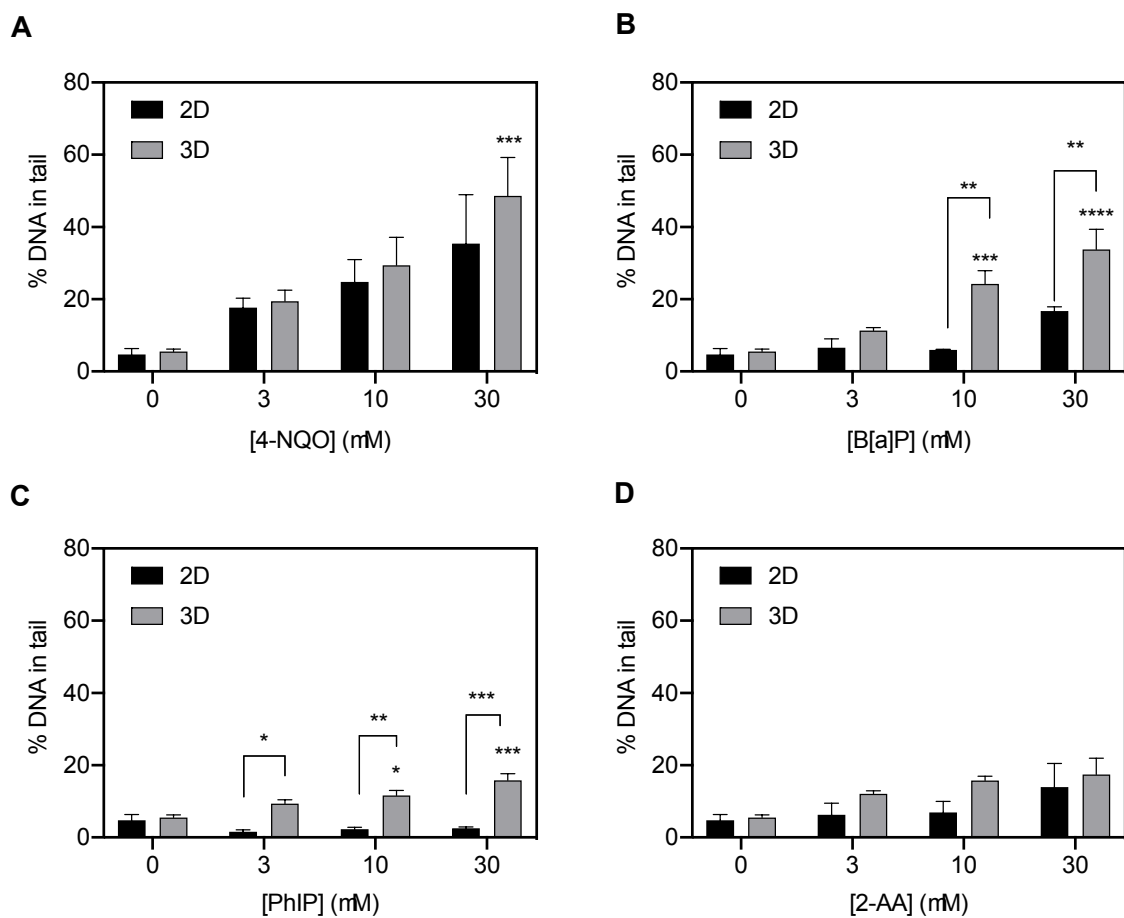 A
% DNA in tail
80
60
40
20
0
2D
3D
***
0 3 10 30
[4-NQO] (mM)
B
% DNA in tail
80
60
40
20
0
2D
3D
**
***
**
****
0 3 10 30
[B[a]P] (mM)
C
% DNA in tail
80
60
40
20
0
2D
3D
*
**
*
***
***
0 3 10 30
[PhIP] (mM)
D
% DNA in tail
80
60
40
20
0
2D
3D
0 3 10 30
[2-AA] (mM)